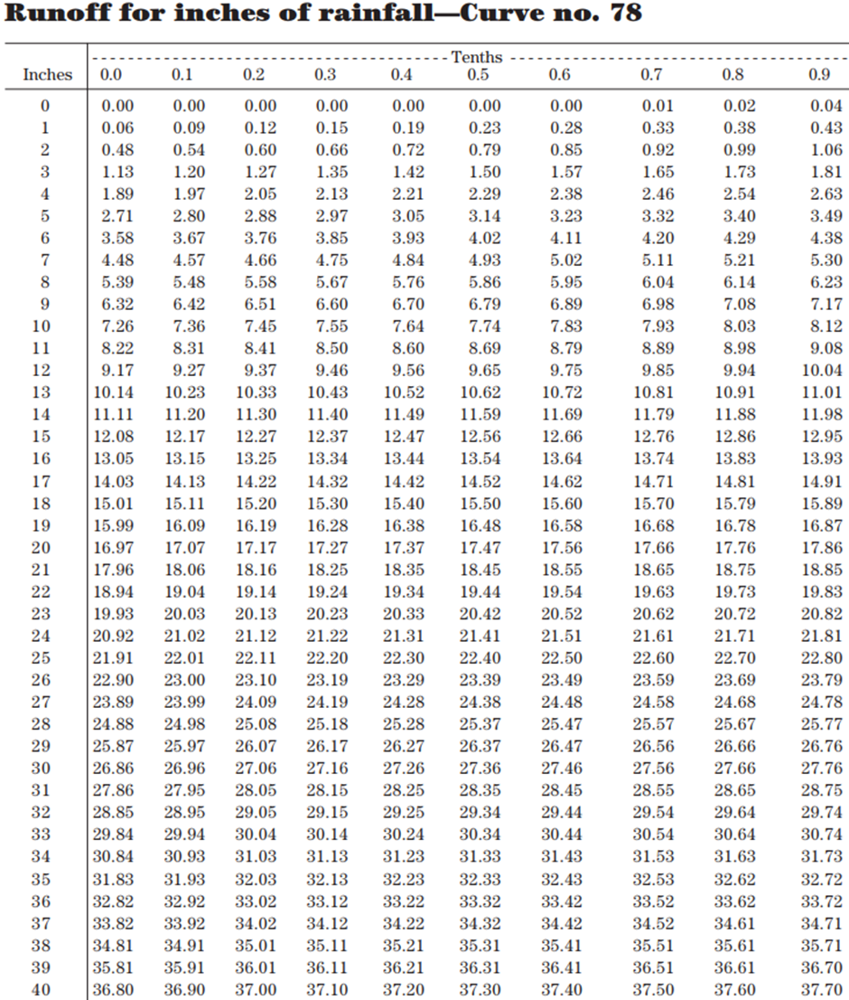 Runoff for inches of rainfall—Curve no. 78
- - - - - - - - - - - - - - - - - - - - - - - - - - - - - - - - - - - - - - - Tenths - - - - - - - - - - - - - - - - - - - - - - - - - - - - - - - - - - - - - -
Inches 0.0 0.1 0.2 0.3 0.4 0.5 0.6 0.7 0.8 0.9
0 0.00 0.00 0.00 0.00 0.00 0.00 0.00 0.01 0.02 0.04
1 0.06 0.09 0.12 0.15 0.19 0.23 0.28 0.33 0.38 0.43
2 0.48 0.54 0.60 0.66 0.72 0.79 0.85 0.92 0.99 1.06
3 1.13 1.20 1.27 1.35 1.42 1.50 1.57 1.65 1.73 1.81
4 1.89 1.97 2.05 2.13 2.21 2.29 2.38 2.46 2.54 2.63
5 2.71 2.80 2.88 2.97 3.05 3.14 3.23 3.32 3.40 3.49
6 3.58 3.67 3.76 3.85 3.93 4.02 4.11 4.20 4.29 4.38
7 4.48 4.57 4.66 4.75 4.84 4.93 5.02 5.11 5.21 5.30
8 5.39 5.48 5.58 5.67 5.76 5.86 5.95 6.04 6.14 6.23
9 6.32 6.42 6.51 6.60 6.70 6.79 6.89 6.98 7.08 7.17
10 7.26 7.36 7.45 7.55 7.64 7.74 7.83 7.93 8.03 8.12
11 8.22 8.31 8.41 8.50 8.60 8.69 8.79 8.89 8.98 9.08
12 9.17 9.27 9.37 9.46 9.56 9.65 9.75 9.85 9.94 10.04
13 10.14 10.23 10.33 10.43 10.52 10.62 10.72 10.81 10.91 11.01
14 11.11 11.20 11.30 11.40 11.49 11.59 11.69 11.79 11.88 11.98
15 12.08 12.17 12.27 12.37 12.47 12.56 12.66 12.76 12.86 12.95
16 13.05 13.15 13.25 13.34 13.44 13.54 13.64 13.74 13.83 13.93
17 14.03 14.13 14.22 14.32 14.42 14.52 14.62 14.71 14.81 14.91
18 15.01 15.11 15.20 15.30 15.40 15.50 15.60 15.70 15.79 15.89
19 15.99 16.09 16.19 16.28 16.38 16.48 16.58 16.68 16.78 16.87
20 16.97 17.07 17.17 17.27 17.37 17.47 17.56 17.66 17.76 17.86
21 17.96 18.06 18.16 18.25 18.35 18.45 18.55 18.65 18.75 18.85
22 18.94 19.04 19.14 19.24 19.34 19.44 19.54 19.63 19.73 19.83
23 19.93 20.03 20.13 20.23 20.33 20.42 20.52 20.62 20.72 20.82
24 20.92 21.02 21.12 21.22 21.31 21.41 21.51 21.61 21.71 21.81
25 21.91 22.01 22.11 22.20 22.30 22.40 22.50 22.60 22.70 22.80
26 22.90 23.00 23.10 23.19 23.29 23.39 23.49 23.59 23.69 23.79
27 23.89 23.99 24.09 24.19 24.28 24.38 24.48 24.58 24.68 24.78
28 24.88 24.98 25.08 25.18 25.28 25.37 25.47 25.57 25.67 25.77
29 25.87 25.97 26.07 26.17 26.27 26.37 26.47 26.56 26.66 26.76
30 26.86 26.96 27.06 27.16 27.26 27.36 27.46 27.56 27.66 27.76
31 27.86 27.95 28.05 28.15 28.25 28.35 28.45 28.55 28.65 28.75
32 28.85 28.95 29.05 29.15 29.25 29.34 29.44 29.54 29.64 29.74
33 29.84 29.94 30.04 30.14 30.24 30.34 30.44 30.54 30.64 30.74
34 30.84 30.93 31.03 31.13 31.23 31.33 31.43 31.53 31.63 31.73
35 31.83 31.93 32.03 32.13 32.23 32.33 32.43 32.53 32.62 32.72
36 32.82 32.92 33.02 33.12 33.22 33.32 33.42 33.52 33.62 33.72
37 33.82 33.92 34.02 34.12 34.22 34.32 34.42 34.52 34.61 34.71
38 34.81 34.91 35.01 35.11 35.21 35.31 35.41 35.51 35.61 35.71
39 35.81 35.91 36.01 36.11 36.21 36.31 36.41 36.51 36.61 36.70
40 36.80 36.90 37.00 37.10 37.20 37.30 37.40 37.50 37.60 37.70